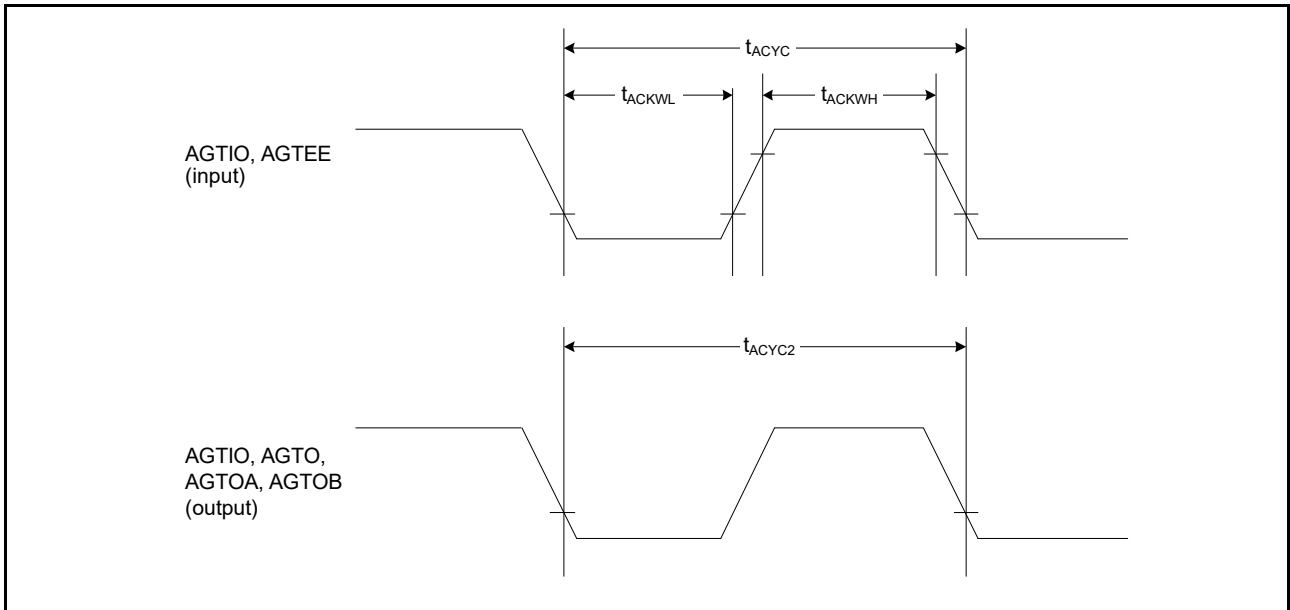 tACYC
tACKWL
tACKWH
AGTIO, AGTEE
(input)
tACYC2
AGTIO, AGTO,
AGTOA, AGTOB
(output)